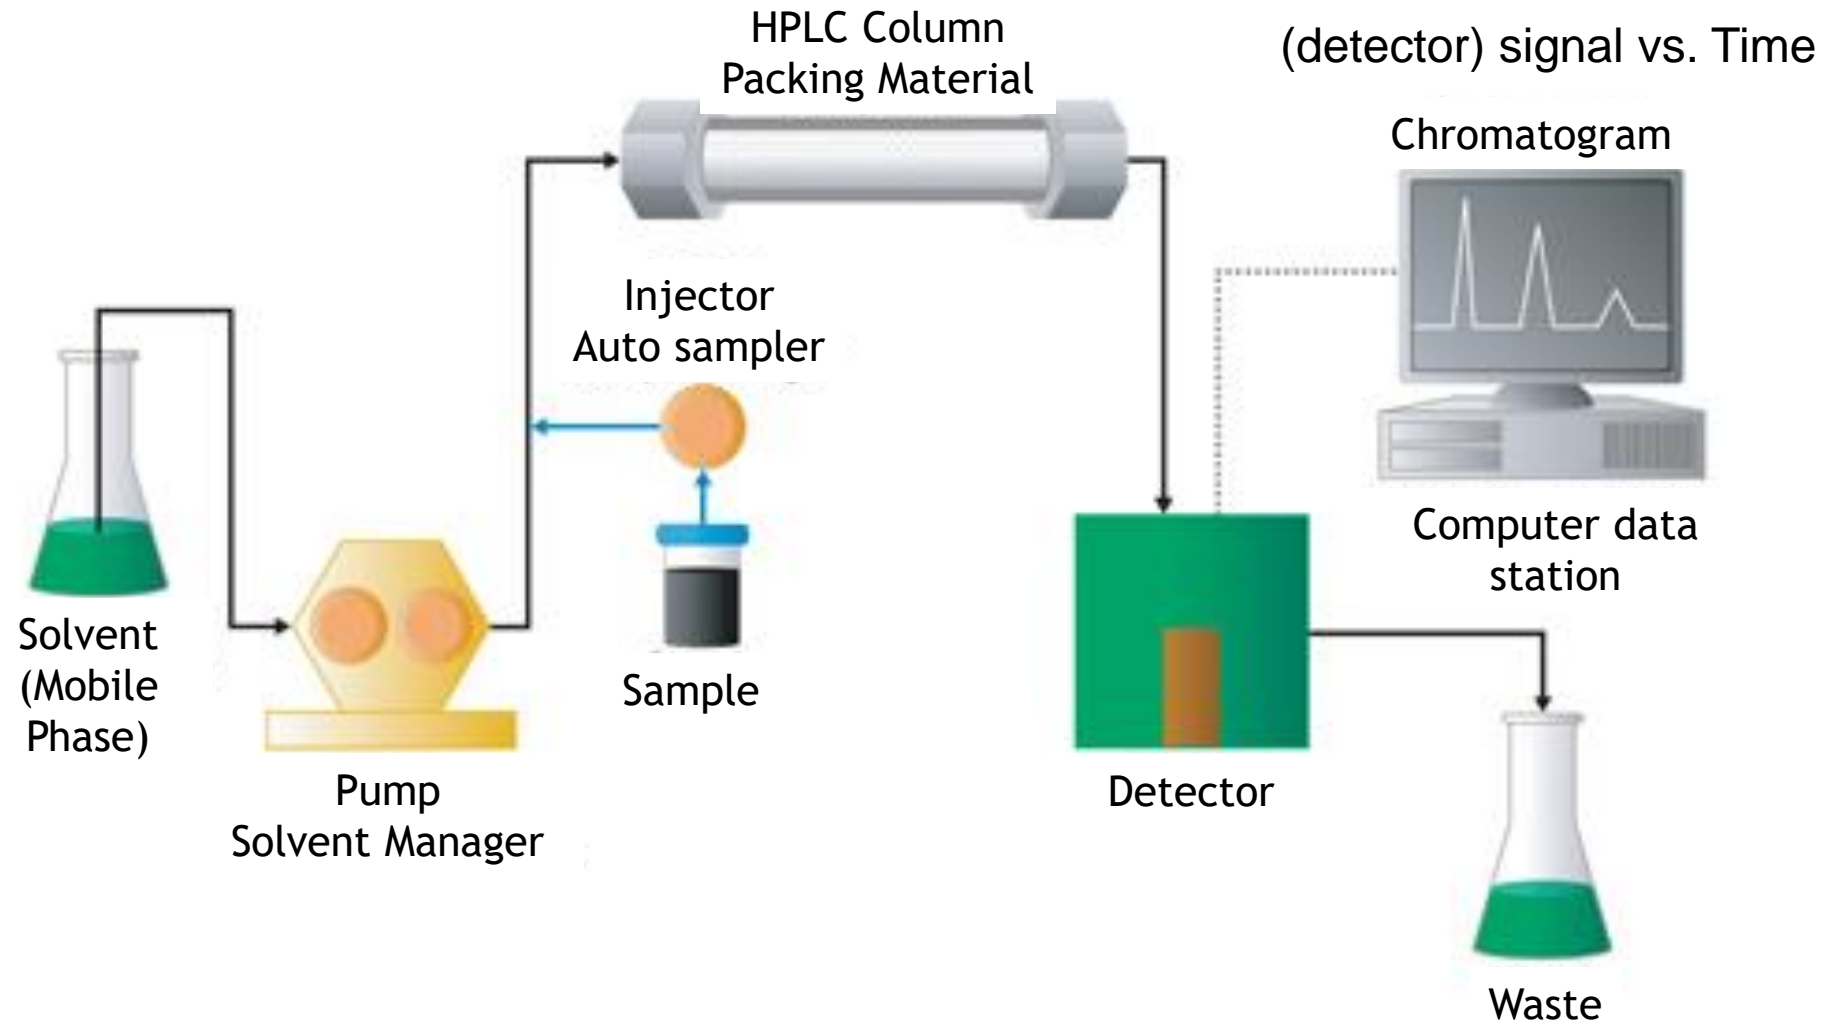 HPLC Column
Packing Material
(detector) signal vs. Time
Chromatogram
Injector
Auto sampler
Computer data
station
Solvent
(Mobile
Phase)
Sample
Pump
Solvent Manager
Detector
Waste